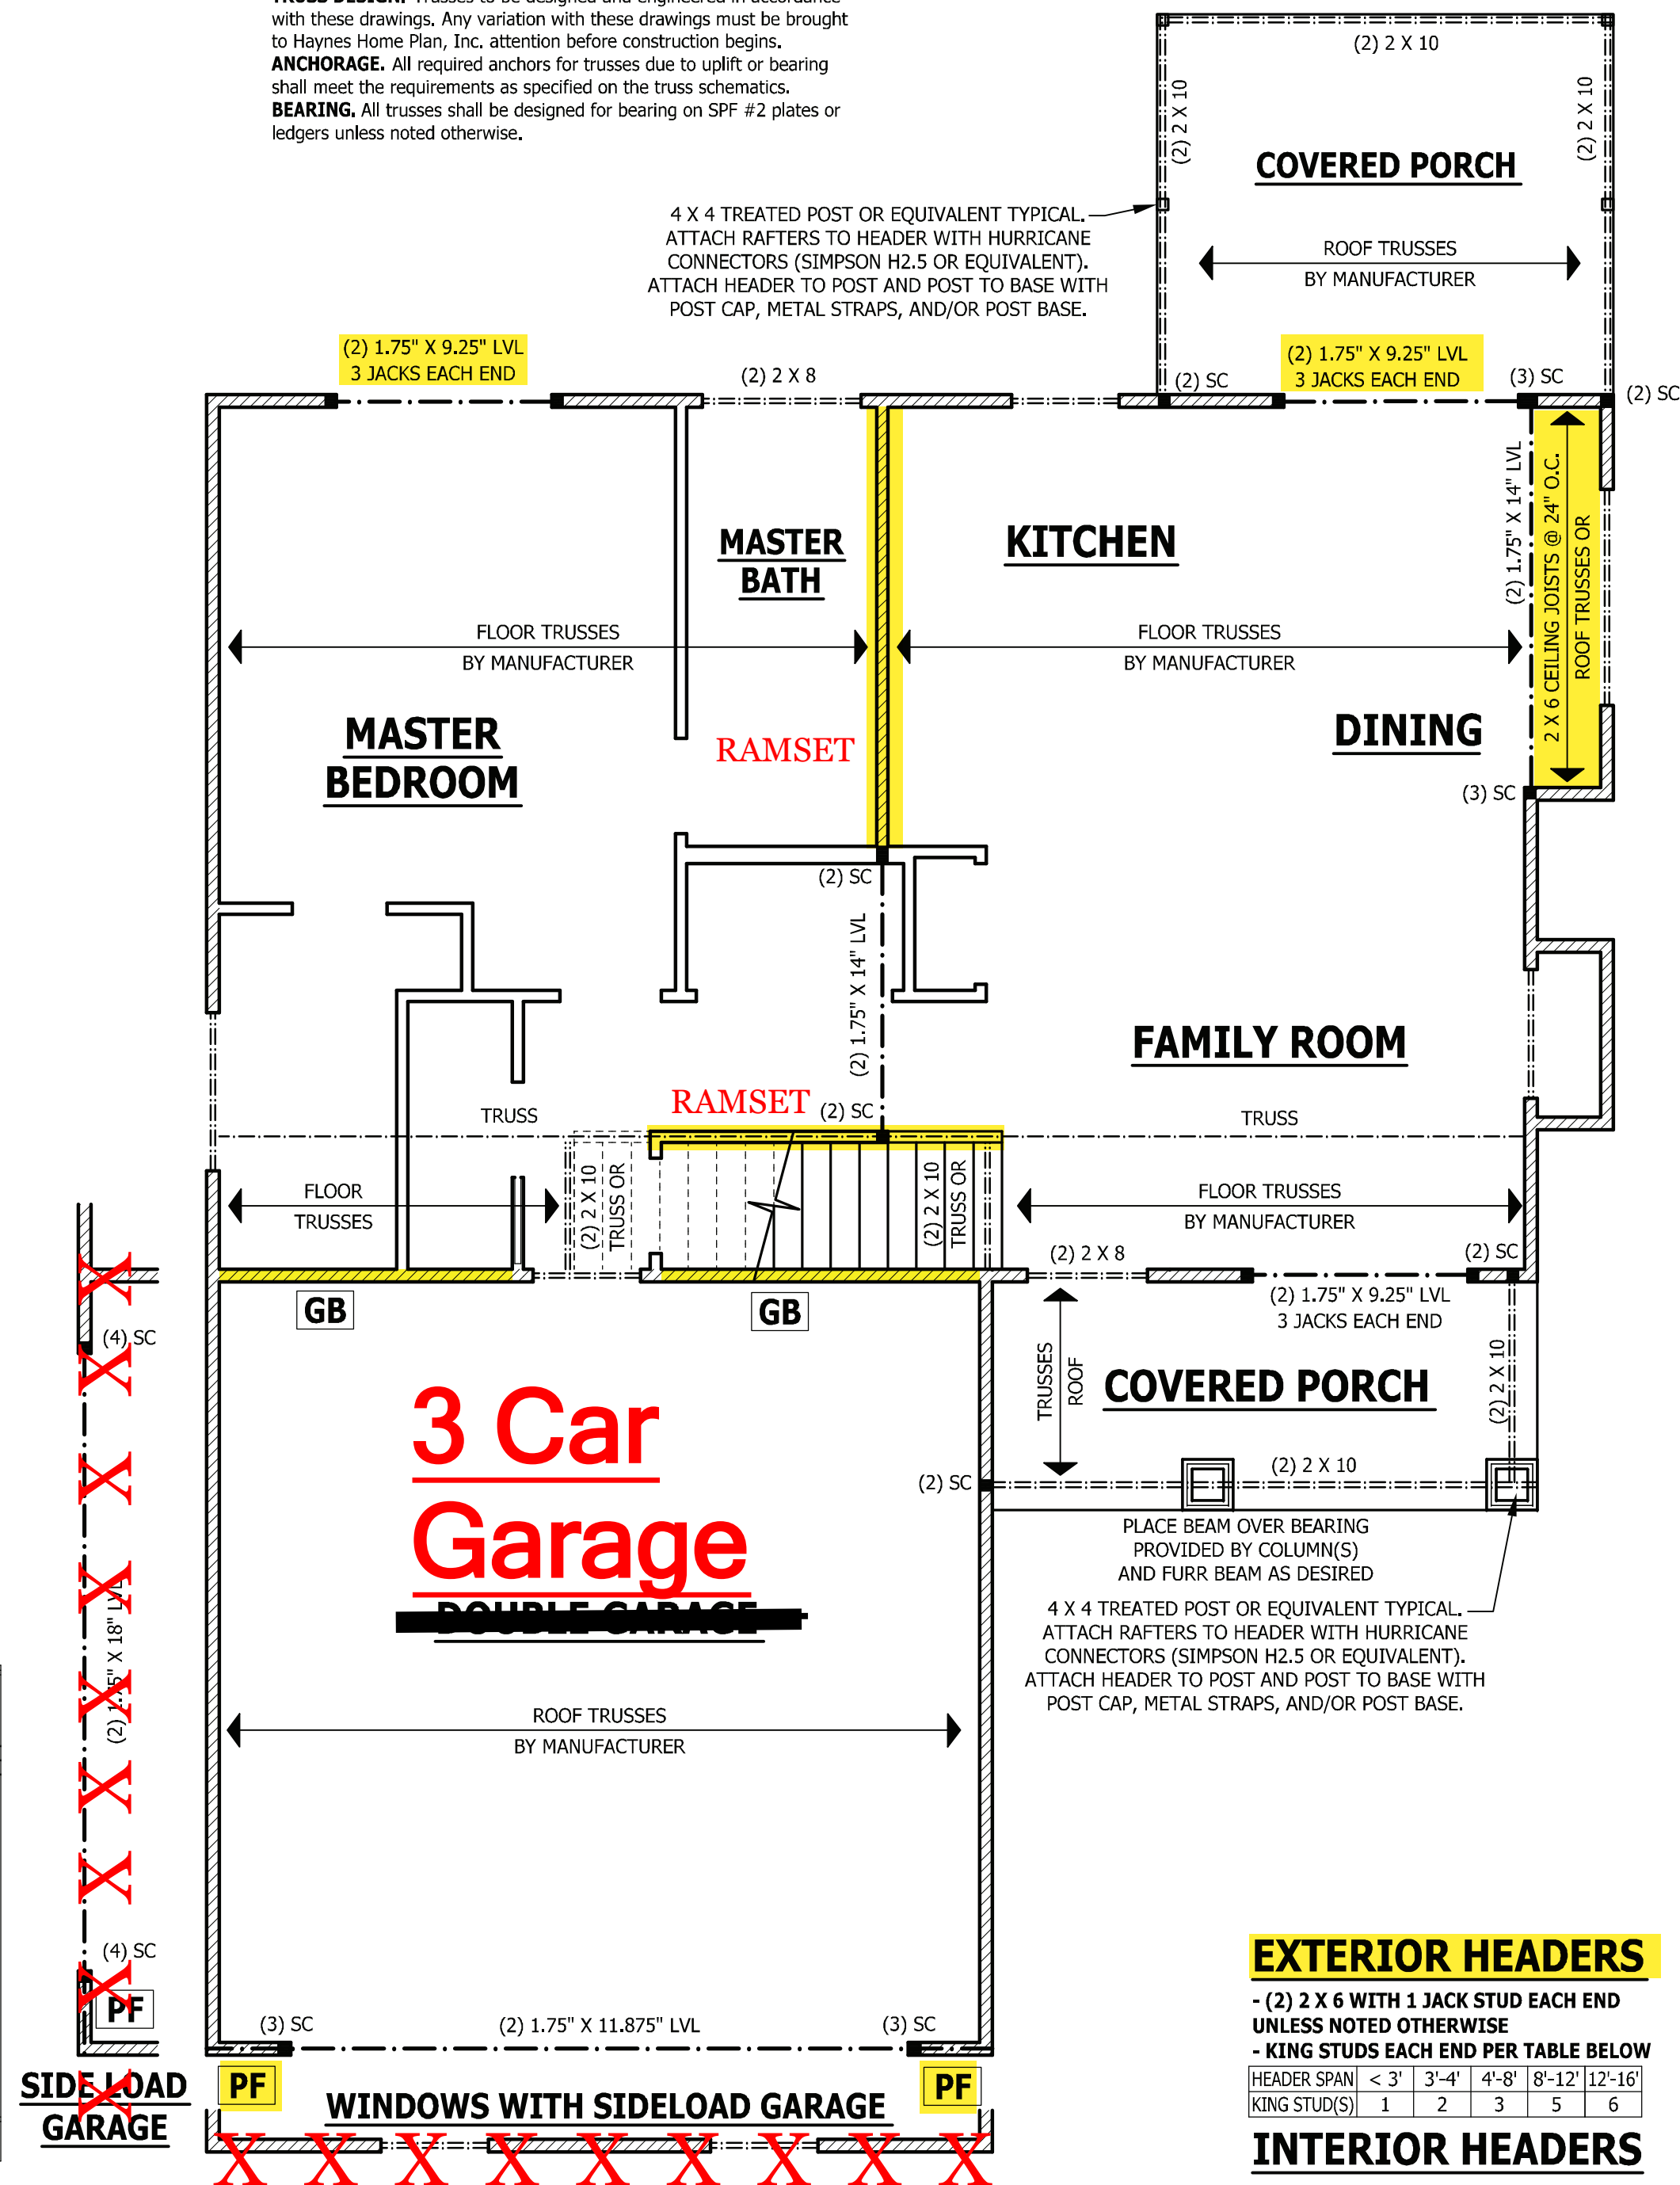 TRUSS DESIGN. Trusses to be designed and engineered in accordance
with these drawings. Any variation with these drawings must be brought
to Haynes Home Plan, Inc. attention before construction begins.
ANCHORAGE. All required anchors for trusses due to uplift or bearing
shall meet the requirements as specified on the truss schematics.
BEARING. All trusses shall be designed for bearing on SPF #2 plates or
ledgers unless noted otherwise.
(2) 2 X 10
(2) 2 X 10
(2) 2 X 10
COVERED PORCH
4 X 4 TREATED POST OR EQUIVALENT TYPICAL.
ATTACH RAFTERS TO HEADER WITH HURRICANE
CONNECTORS (SIMPSON H2.5 OR EQUIVALENT).
ATTACH HEADER TO POST AND POST TO BASE WITH
POST CAP, METAL STRAPS, AND/OR POST BASE.
ROOF TRUSSES
BY MANUFACTURER
(2) 1.75" X 9.25" LVL
3 JACKS EACH END
(2) 2 X 8
(2) SC
(2) 1.75" X 9.25" LVL
3 JACKS EACH END
(3) SC
(2) SC
(2) 1.75" X 14" LVL
2 X 6 CEILING JOISTS @ 24" O.C.
ROOF TRUSSES OR
MASTER
BATH
KITCHEN
FLOOR TRUSSES
BY MANUFACTURER
FLOOR TRUSSES
BY MANUFACTURER
MASTER
BEDROOM
RAMSET
DINING
(3) SC
(2) SC
(2) 1.75" X 14" LVL
FAMILY ROOM
RAMSET
(2) SC
TRUSS
TRUSS
FLOOR
TRUSSES
(2) 2 X 10
TRUSS OR
(2) 2 X 10
TRUSS OR
FLOOR TRUSSES
BY MANUFACTURER
(2) 2 X 8
(2) SC
GB
GB
(2) 1.75" X 9.25" LVL
3 JACKS EACH END
X
(4) SC
X
X
X
X
X
X
X
X
(2) 1.75" X 18" LVL
TRUSSES
ROOF
COVERED PORCH
(2) 2 X 10
3 Car
Garage
DOUBLE GARAGE
(2) SC
(2) 2 X 10
PLACE BEAM OVER BEARING
PROVIDED BY COLUMN(S)
AND FURR BEAM AS DESIRED
4 X 4 TREATED POST OR EQUIVALENT TYPICAL.
ATTACH RAFTERS TO HEADER WITH HURRICANE
CONNECTORS (SIMPSON H2.5 OR EQUIVALENT).
ATTACH HEADER TO POST AND POST TO BASE WITH
POST CAP, METAL STRAPS, AND/OR POST BASE.
ROOF TRUSSES
BY MANUFACTURER
(4) SC
PF
SIDE LOAD
GARAGE
(3) SC
(2) 1.75" X 11.875" LVL
(3) SC
PF
PF
WINDOWS WITH SIDELOAD GARAGE
X X X X X X X X X
EXTERIOR HEADERS
- (2) 2 X 6 WITH 1 JACK STUD EACH END
UNLESS NOTED OTHERWISE
- KING STUDS EACH END PER TABLE BELOW
HEADER SPAN < 3' 3'-4' 4'-8' 8'-12' 12'-16'
KING STUD(S) 1 2 3 5 6
INTERIOR HEADERS